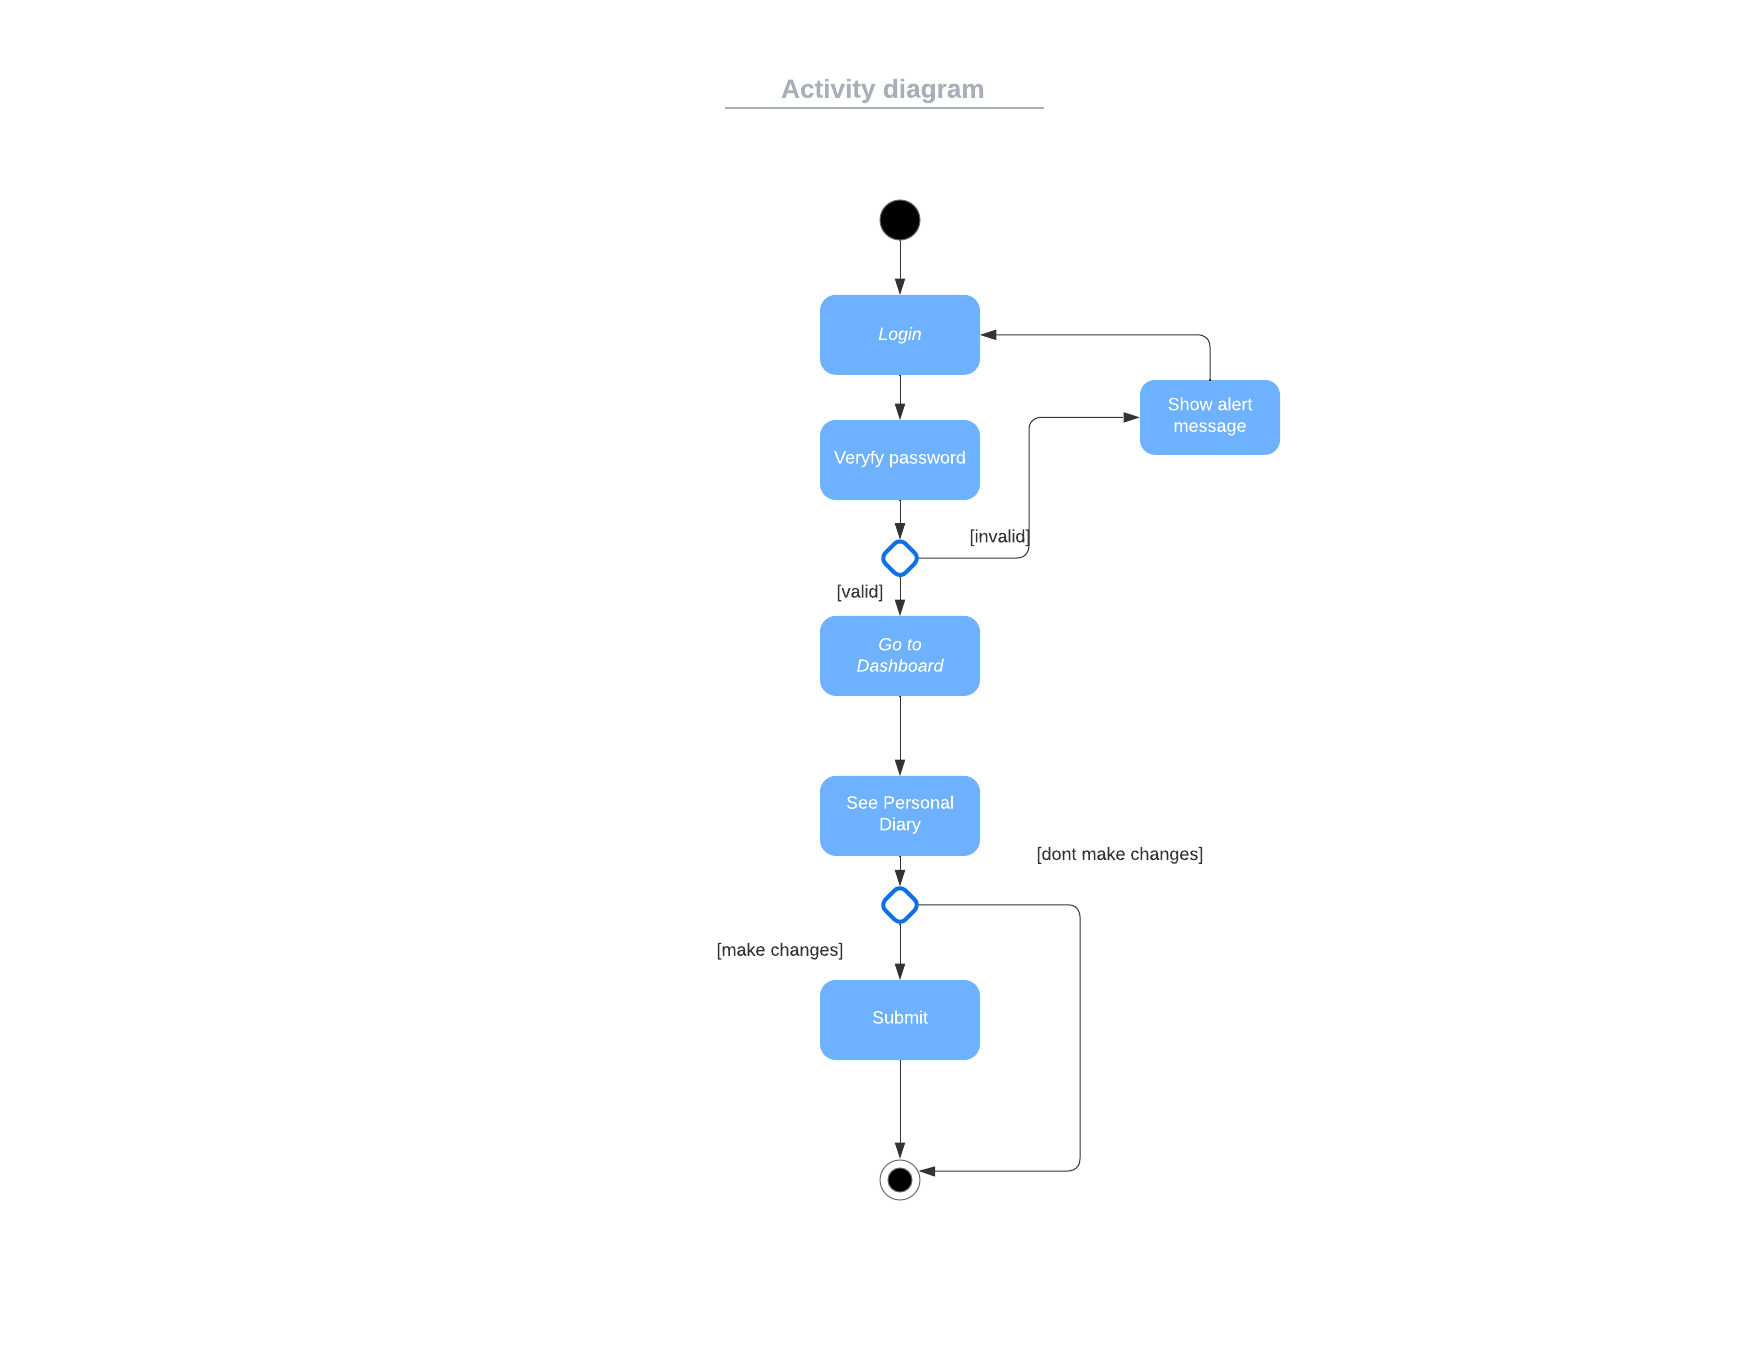 Activity diagram
Login
Show alert
message
Veryfy password
[invalid]
[valid]
Go to
Dashboard
See Personal
Diary
[dont make changes]
[make changes]
Submit